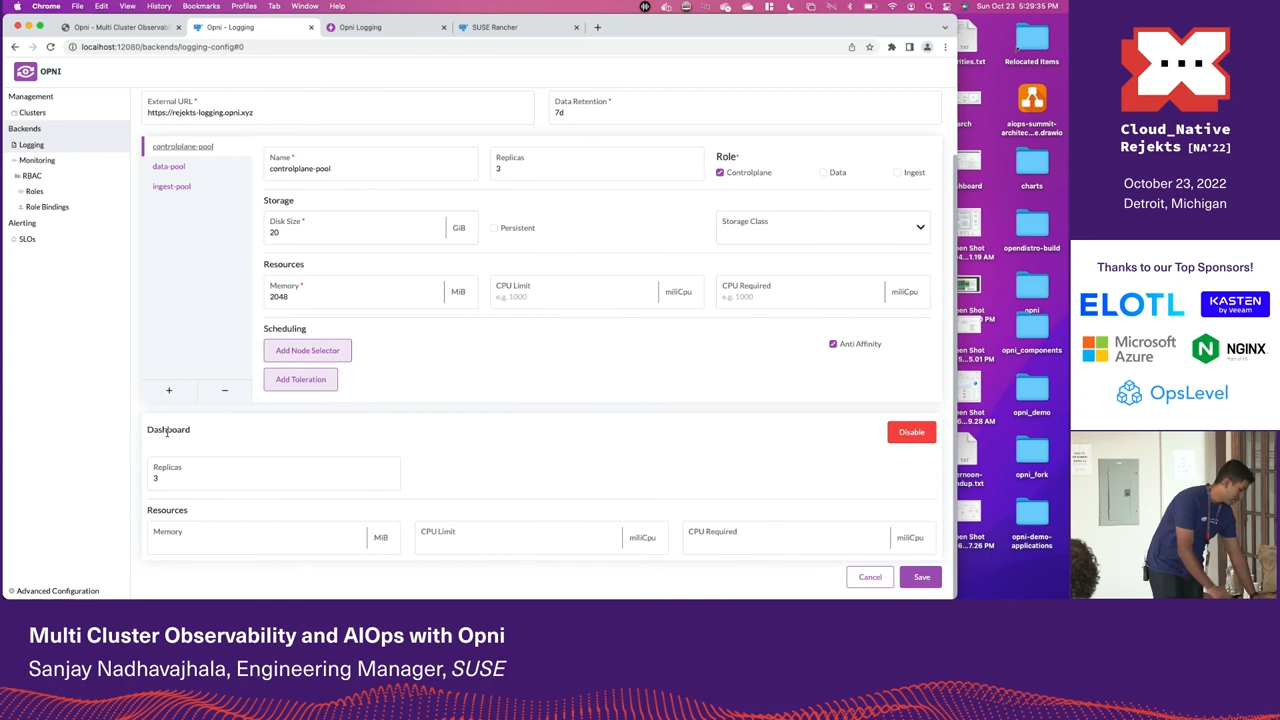 Chrome File Edit View History Bookmarks Profiles Tab Window Help
Sun Oct 23 5:29:35 PM
Opni - Multi Cluster Observabi
Opni - Logging
Opni Logging
SUSE Rancher
localhost:12080/backends/logging-config#0
OPNI
Management
Clusters
Backends
Logging
Monitoring
RBAC
Roles
Role Bindings
Alerting
SLOs
Advanced Configuration
External URL *
https://rejekts-logging.opni.xyz
Data Retention *
7d
controlplane-pool
data-pool
ingest-pool
+
−
Name *
controlplane-pool
Replicas
3
Role*
Controlplane
Data
Ingest
Storage
Disk Size *
20
GiB
Persistent
Storage Class
Resources
Memory *
2048
MiB
CPU Limit
e.g. 1000
miliCpu
CPU Required
e.g. 1000
miliCpu
Scheduling
Add Node Selector
Anti Affinity
Add Toleration
Dashboard
Disable
Replicas
3
Resources
Memory
MiB
CPU Limit
miliCpu
CPU Required
miliCpu
Cancel
Save
Relocated Items
aiops-summit-
architec...e.drawio
charts
opendistro-build
opni
opni_components
opni_demo
opni_fork
opni-demo-
applications
Cloud_Native
Rejekts [NA'22]
October 23, 2022
Detroit, Michigan
Thanks to our Top Sponsors!
ELOTL
KASTEN
by Veeam
Microsoft
Azure
NGINX
Part of F5
OpsLevel
Multi Cluster Observability and AIOps with Opni
Sanjay Nadhavajhala, Engineering Manager, SUSE